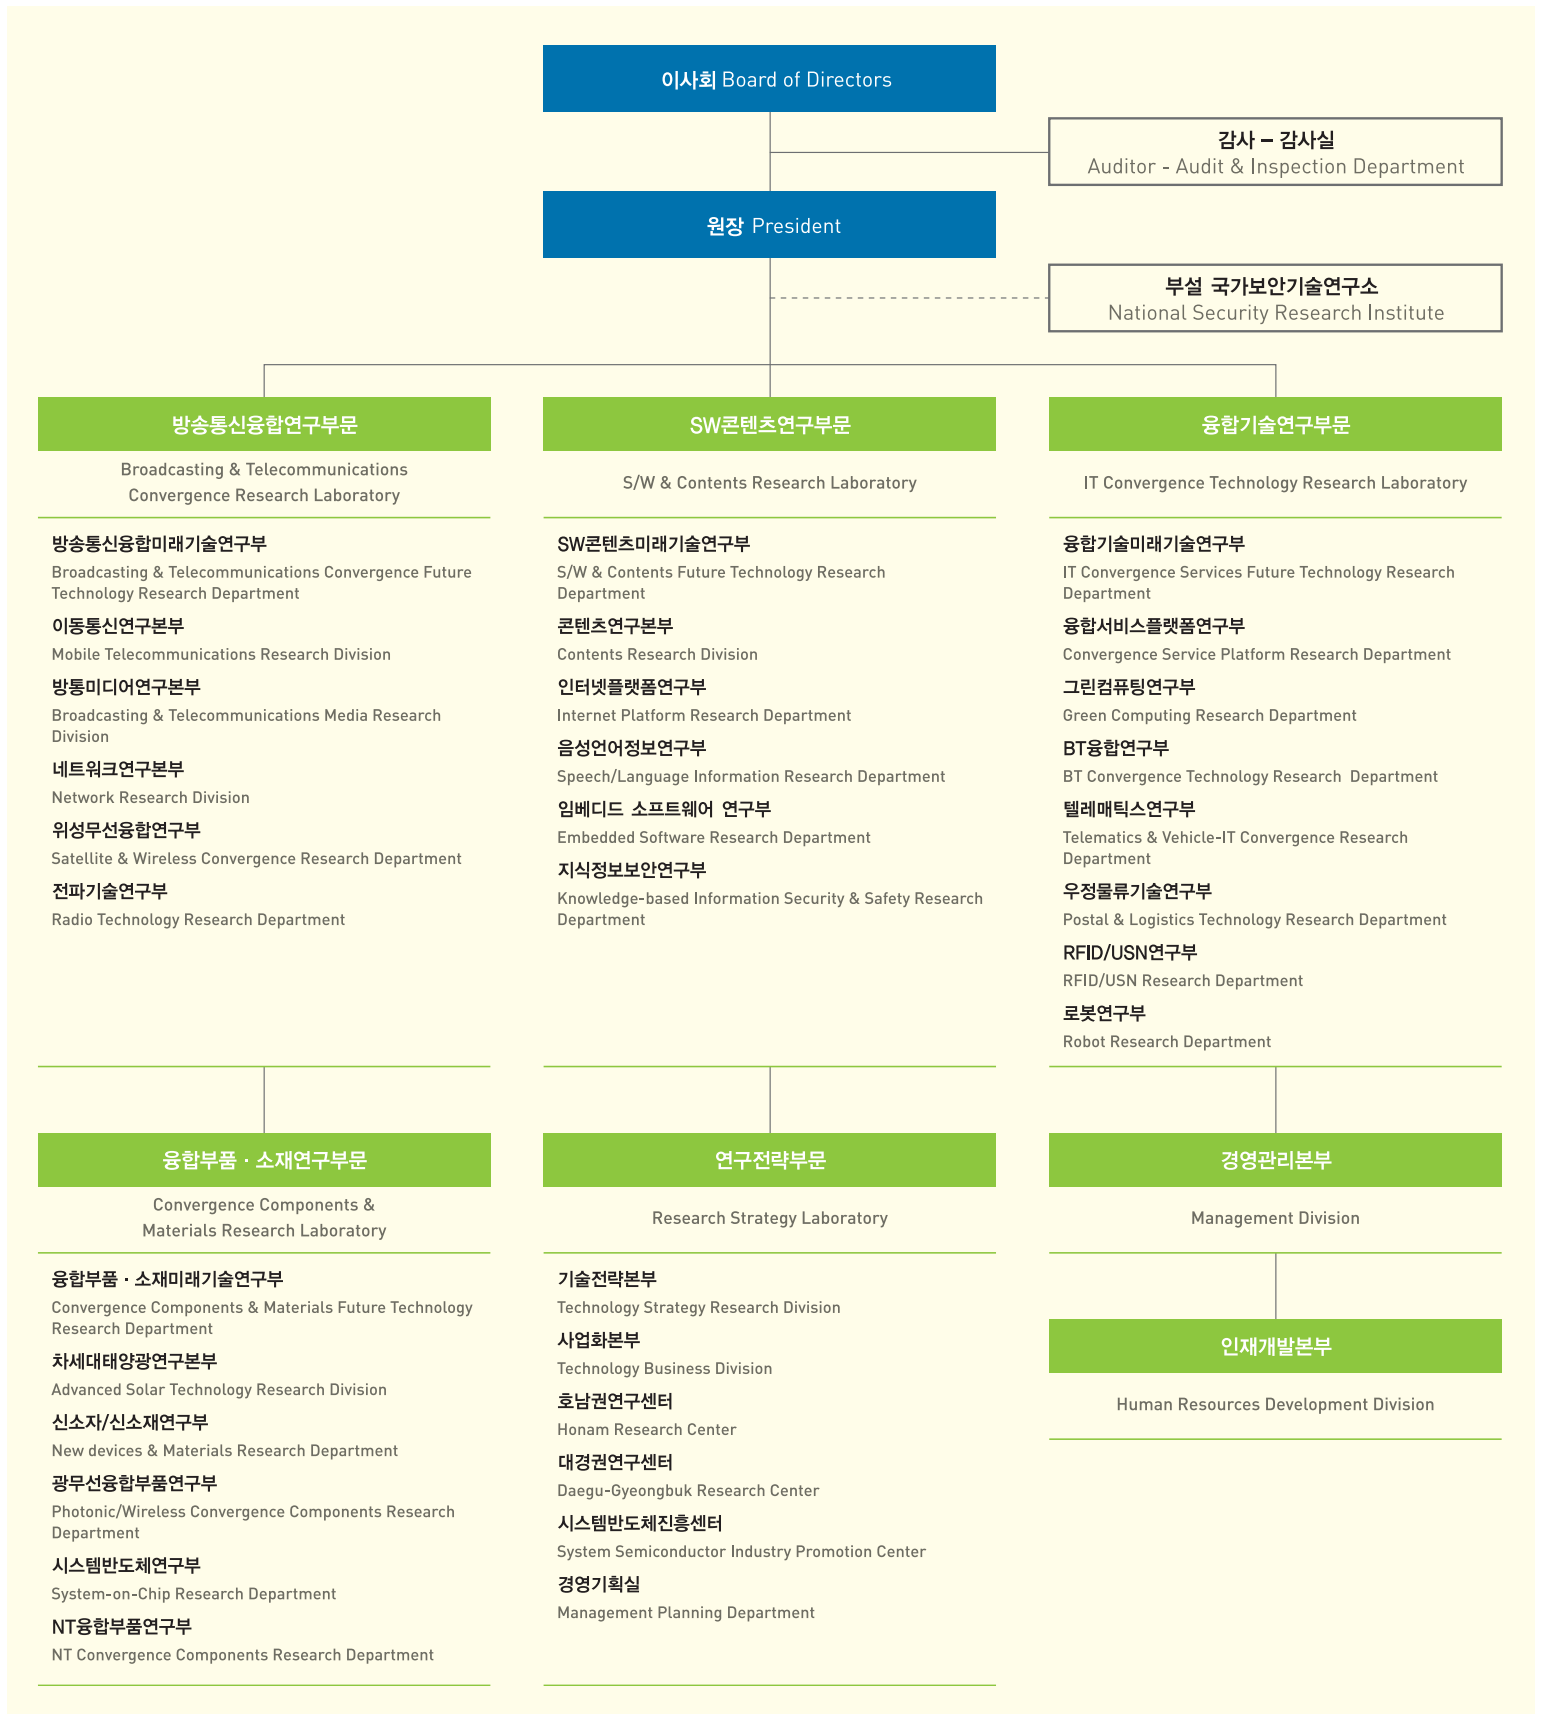 이사회 Board of Directors
감사 – 감사실
Auditor - Audit & Inspection Department
원장 President
부설 국가보안기술연구소
National Security Research Institute
방송통신융합연구부문
Broadcasting & Telecommunications
Convergence Research Laboratory
방송통신융합미래기술연구부
Broadcasting & Telecommunications Convergence Future
Technology Research Department
이동통신연구본부
Mobile Telecommunications Research Division
방통미디어연구본부
Broadcasting & Telecommunications Media Research
Division
네트워크연구본부
Network Research Division
위성무선융합연구부
Satellite & Wireless Convergence Research Department
전파기술연구부
Radio Technology Research Department
SW콘텐츠연구부문
S/W & Contents Research Laboratory
SW콘텐츠미래기술연구부
S/W & Contents Future Technology Research
Department
콘텐츠연구본부
Contents Research Division
인터넷플랫폼연구부
Internet Platform Research Department
음성언어정보연구부
Speech/Language Information Research Department
임베디드 소프트웨어 연구부
Embedded Software Research Department
지식정보보안연구부
Knowledge-based Information Security & Safety Research
Department
융합기술연구부문
IT Convergence Technology Research Laboratory
융합기술미래기술연구부
IT Convergence Services Future Technology Research
Department
융합서비스플랫폼연구부
Convergence Service Platform Research Department
그린컴퓨팅연구부
Green Computing Research Department
BT융합연구부
BT Convergence Technology Research Department
텔레매틱스연구부
Telematics & Vehicle-IT Convergence Research
Department
우정물류기술연구부
Postal & Logistics Technology Research Department
RFID/USN연구부
RFID/USN Research Department
로봇연구부
Robot Research Department
융합부품 · 소재연구부문
Convergence Components &
Materials Research Laboratory
융합부품 · 소재미래기술연구부
Convergence Components & Materials Future Technology
Research Department
차세대태양광연구본부
Advanced Solar Technology Research Division
신소자/신소재연구부
New devices & Materials Research Department
광무선융합부품연구부
Photonic/Wireless Convergence Components Research
Department
시스템반도체연구부
System-on-Chip Research Department
NT융합부품연구부
NT Convergence Components Research Department
연구전략부문
Research Strategy Laboratory
기술전략본부
Technology Strategy Research Division
사업화본부
Technology Business Division
호남권연구센터
Honam Research Center
대경권연구센터
Daegu-Gyeongbuk Research Center
시스템반도체진흥센터
System Semiconductor Industry Promotion Center
경영기획실
Management Planning Department
경영관리본부
Management Division
인재개발본부
Human Resources Development Division